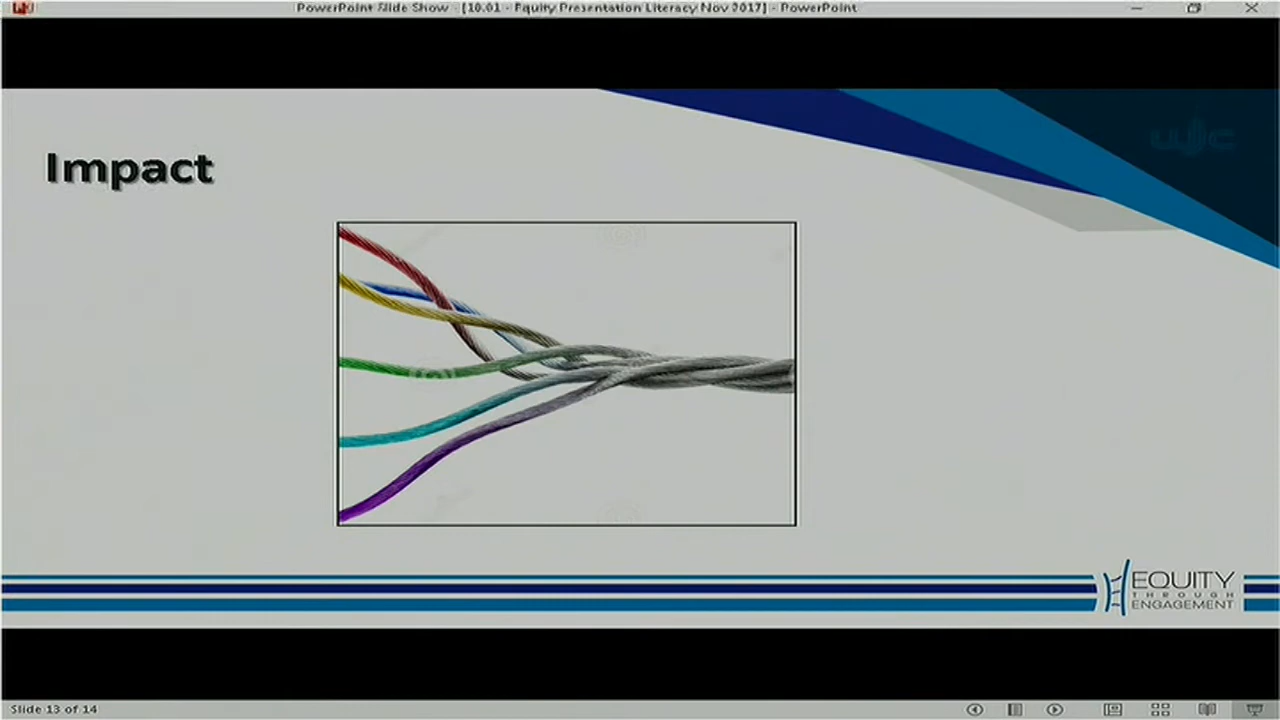 PowerPoint Slide Show - [10.01 - Equity Presentation Literacy Nov 2017] - PowerPoint
Impact
EQUITY
THROUGH
ENGAGEMENT
Slide 13 of 14